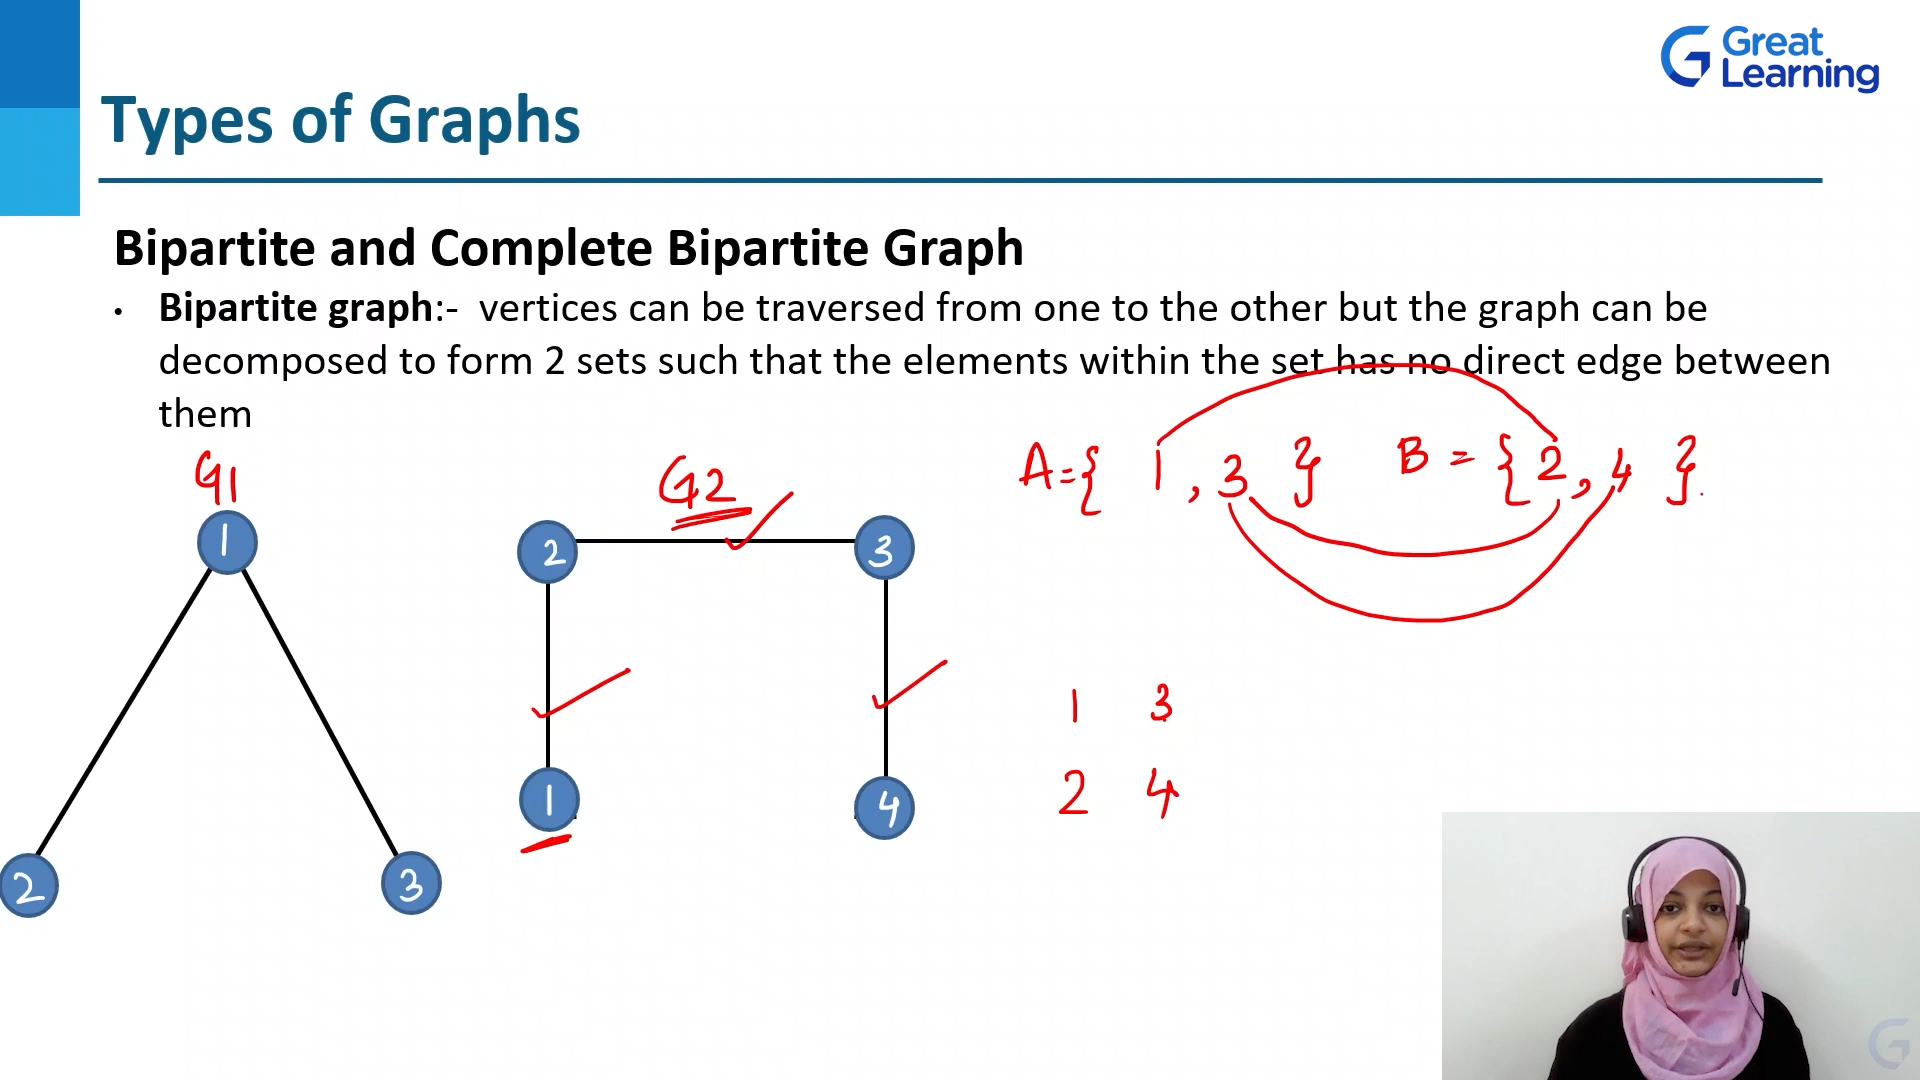 Great
Learning
Types of Graphs
Bipartite and Complete Bipartite Graph
• Bipartite graph:- vertices can be traversed from one to the other but the graph can be
decomposed to form 2 sets such that the elements within the set has no direct edge between
them
G1
G2
A={ 1, 3 } B = {2, 4 }.
1
2
3
2
3
1
4
1 3
2 4